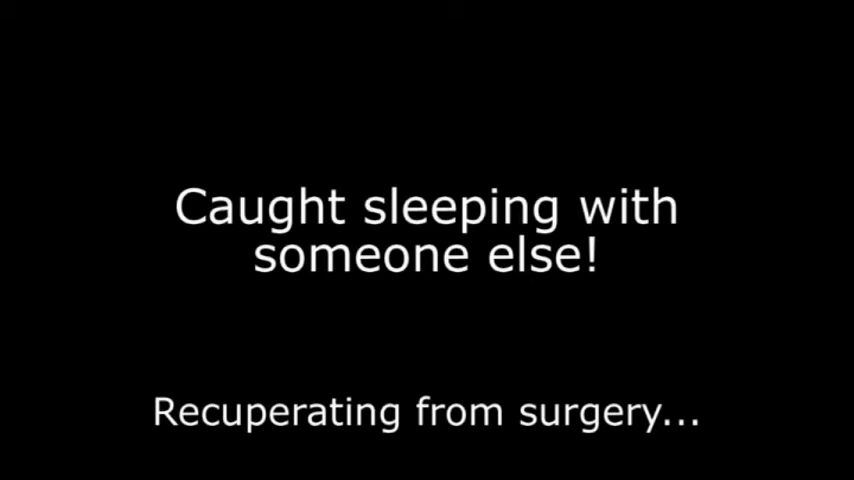 Caught sleeping with
someone else!
Recuperating from surgery...